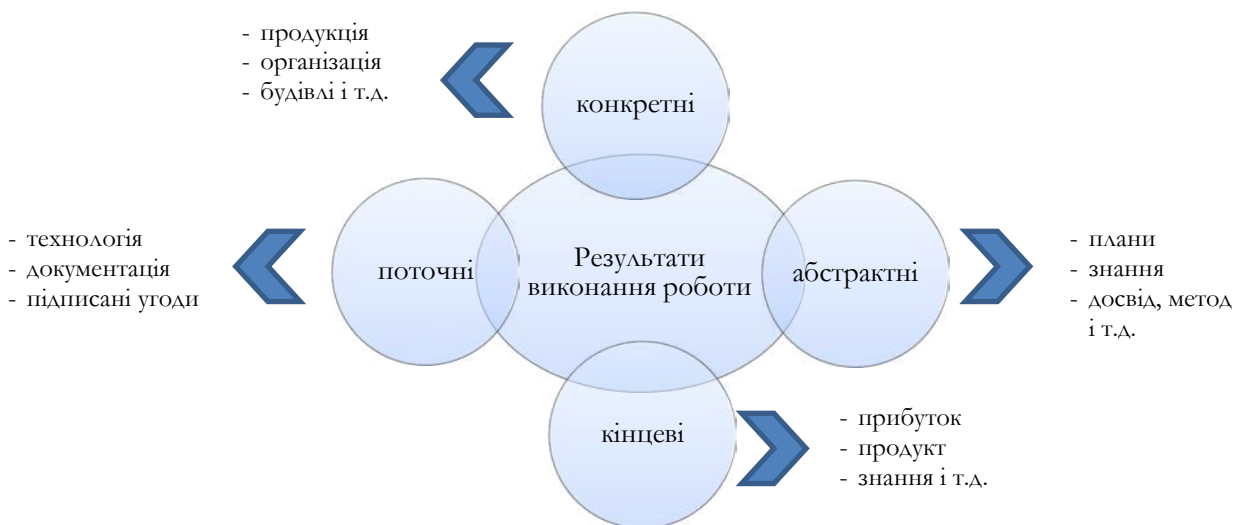 - продукція
- організація
- будівлі і т.д.
конкретні
- технологія
- документація
- підписані угоди
поточні
Результати
виконання роботи
абстрактні
- плани
- знання
- досвід, метод
і т.д.
кінцеві
- прибуток
- продукт
- знання і т.д.